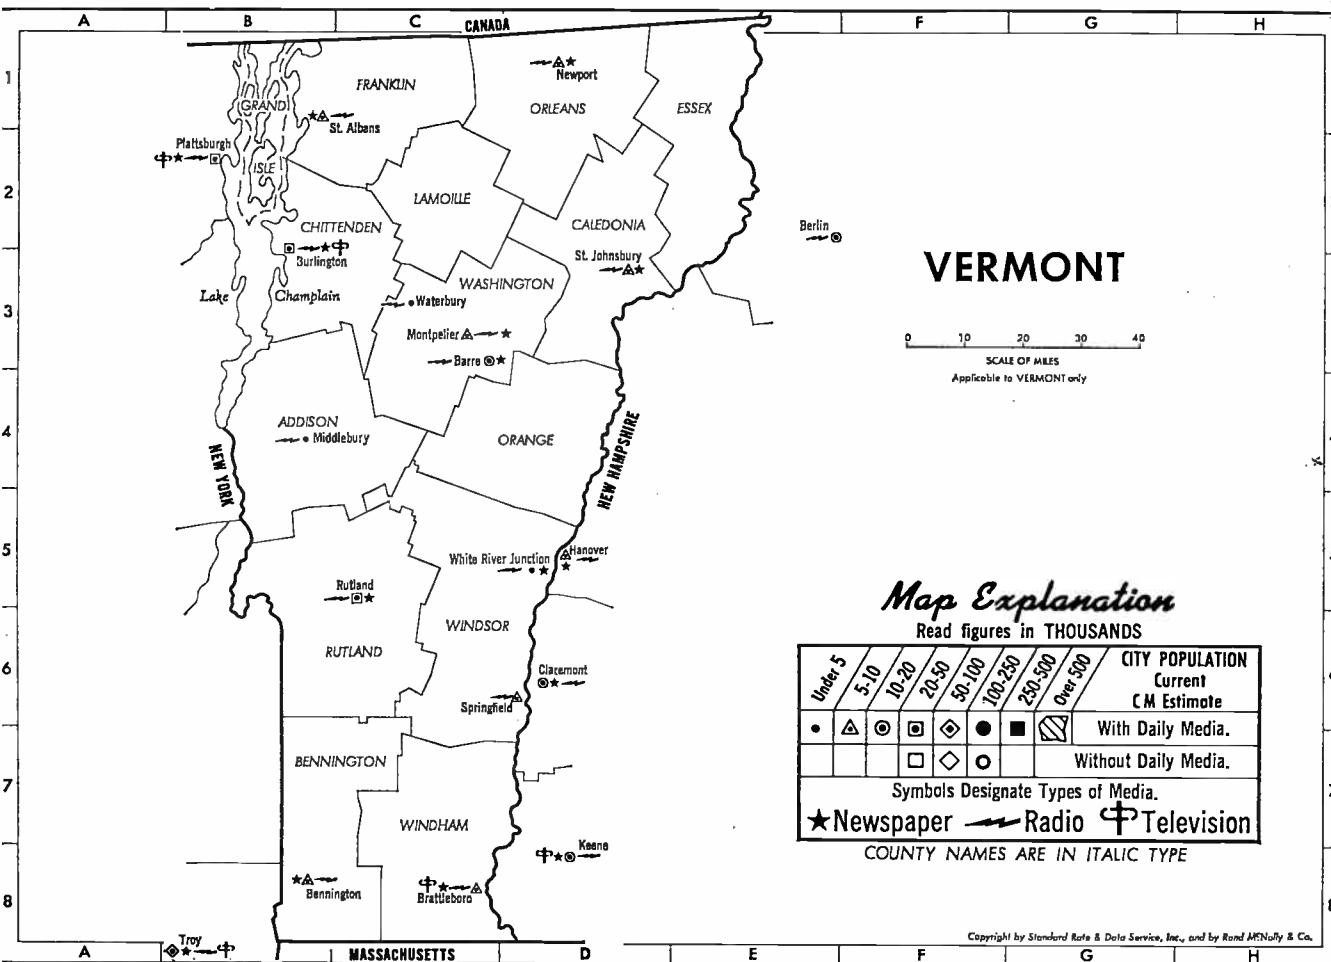 A B C CANADA F G H
1
FRANKLIN
Newport
GRAND
ORLEANS
ESSEX
St. Albans
Plattsburgh
ISLE
2
LAMOILLE
CHITTENDEN
CALEDONIA
Berlin
Burlington
St. Johnsbury
VERMONT
WASHINGTON
Lake Champlain
Waterbury
3
Montpelier
0 10 20 30 40
SCALE OF MILES
Applicable to VERMONT only
Barre
ADDISON
4
Middlebury
ORANGE
NEW YORK
NEW HAMPSHIRE
5
White River Junction
Hanover
Rutland
Map Explanation
Read figures in THOUSANDS
WINDSOR
RUTLAND
6
Claremont
Springfield
Under 5
5-10
10-20
20-50
50-100
100-250
250-500
Over 500
CITY POPULATION
Current
CM Estimate
With Daily Media.
Without Daily Media.
BENNINGTON
7
Symbols Designate Types of Media.
Newspaper Radio Television
WINDHAM
COUNTY NAMES ARE IN ITALIC TYPE
Keene
Bennington
Brattleboro
8
Troy
Copyright by Standard Rate & Data Service, Inc., and by Rand McNally & Co.
A MASSACHUSETTS D E F G H